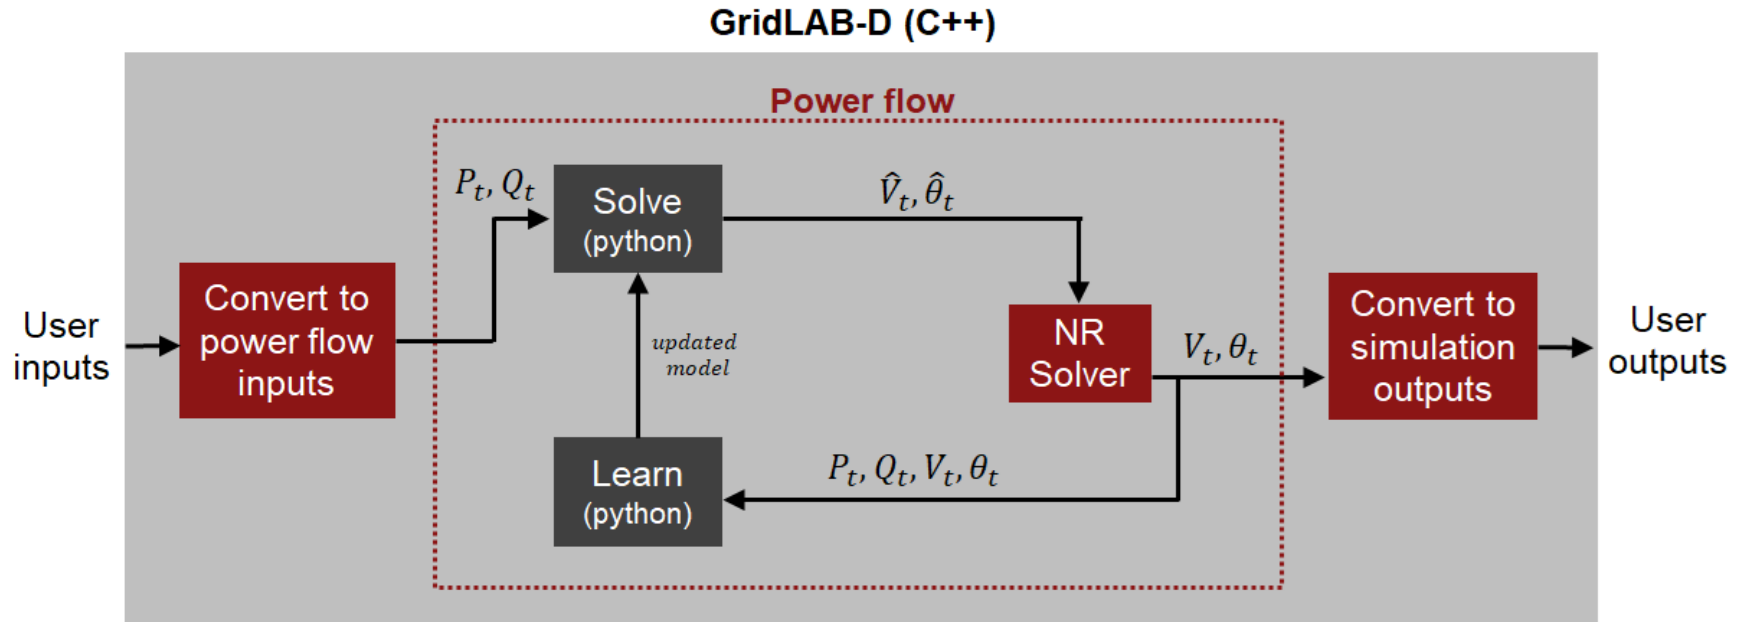 GridLAB-D (C++)
Power flow
P_t, Q_t
Solve
(python)
V̂_t, θ̂_t
User
inputs
Convert to
power flow
inputs
updated
model
NR
Solver
V_t, θ_t
Convert to
simulation
outputs
User
outputs
Learn
(python)
P_t, Q_t, V_t, θ_t